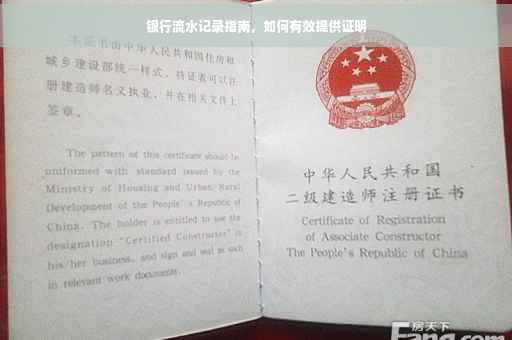 银行流水记录指南，如何有效提供证明
本证书由中华人民共和国住房和
城乡建设部统一样式，持证者可以注
册建造师名义执业，并在相关文件上
签章。
The pattern of this certificate should be
uniformed with standard issued by the
Ministry of Housing and Urban Rural
Development of the People's Republic of
China. The holder is entitled to use the
designation "Certified Constructor" in
his/her business, and sign and seal as such
in relevant work documents.
中华人民共和国
二级建造师注册证书
Certificate of Registration
of Associate Constructor
The People's Republic of China
房天下
Fang.com